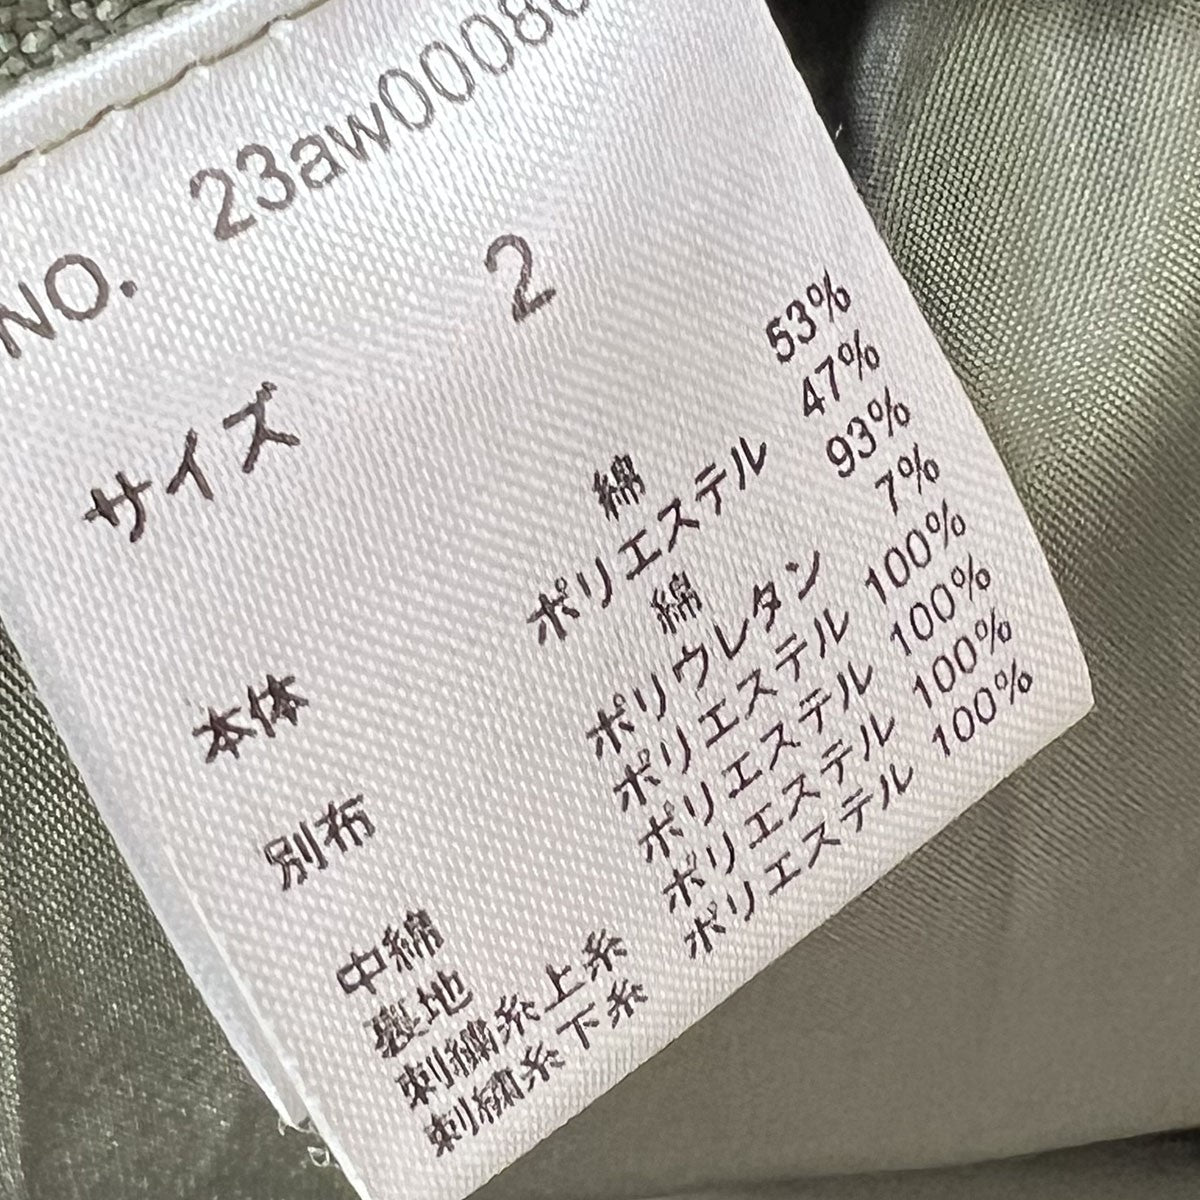 NO. 23aw0008
サイズ 2
本体 綿 53%
ポリエステル 47%
別布 綿 93%
ポリウレタン 7%
中綿 ポリエステル 100%
裏地 ポリエステル 100%
刺繍糸上糸 ポリエステル 100%
刺繍糸下糸 ポリエステル 100%